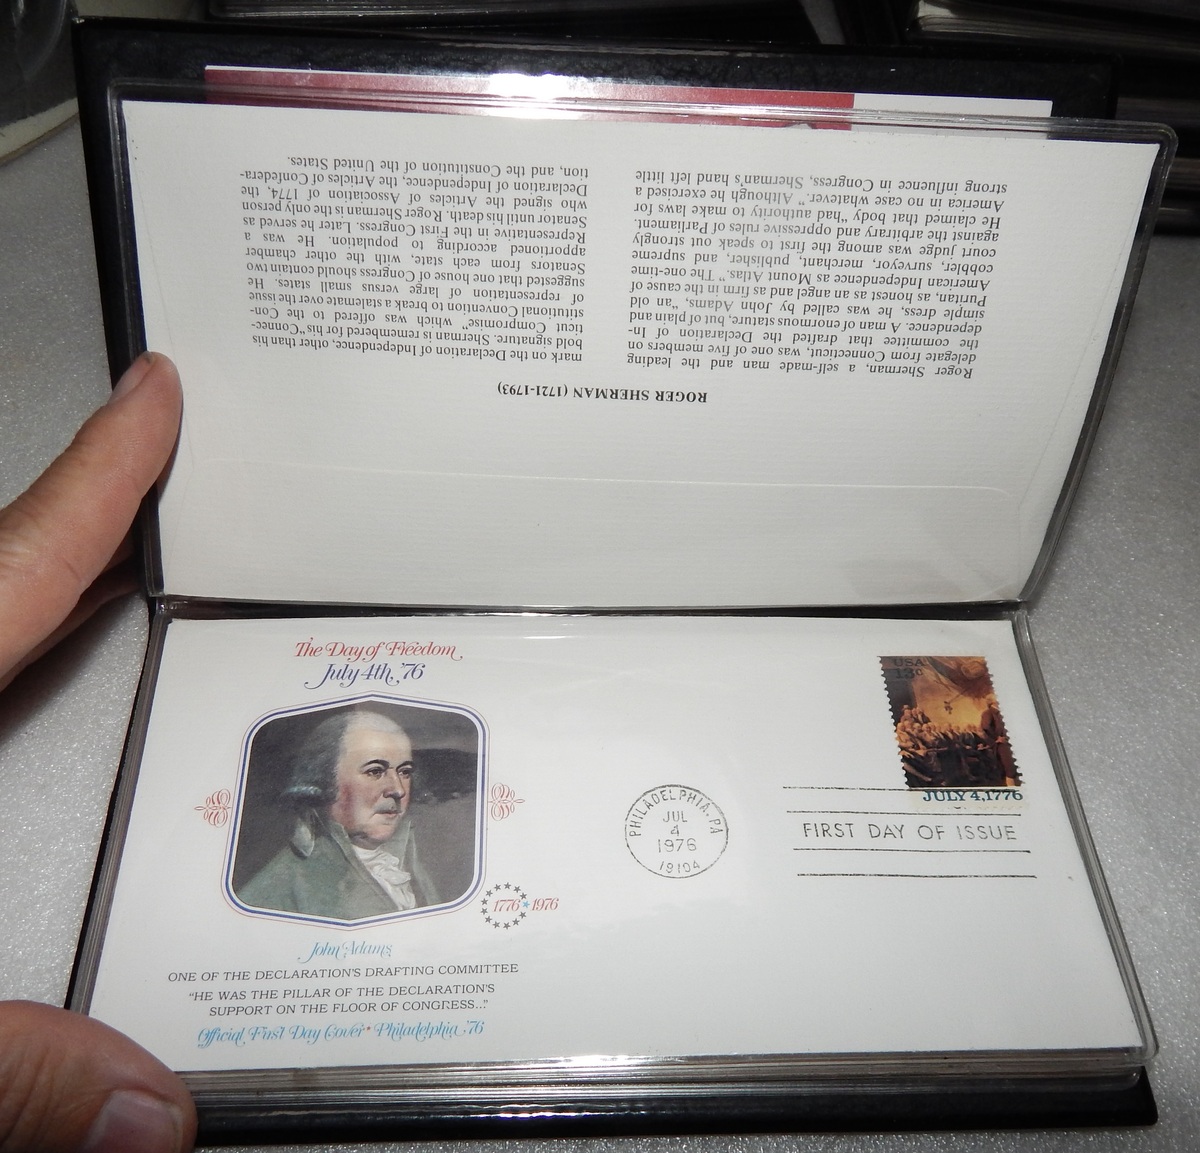 ROGER SHERMAN (1721-1793)
Roger Sherman, a self-made man and the leading
delegate from Connecticut, was one of five members on
the committee that drafted the Declaration of In-
dependence. A man of enormous stature, but of plain and
simple dress, he was called by John Adams, "an old
Puritan, as honest as an angel and as firm in the cause of
American Independence as Mount Atlas." The one-time
cobbler, surveyor, merchant, publisher, and supreme
court judge was among the first to speak out strongly
against the arbitrary and oppressive rules of Parliament.
He claimed that body "had authority to make laws for
America in no case whatever." Although he exercised a
strong influence in Congress, Sherman's hand left little
mark on the Declaration of Independence, other than his
bold signature. Sherman is remembered for his "Connec-
ticut Compromise" which was offered to the Con-
stitutional Convention to break a stalemate over the issue
of representation of large versus small states. He
suggested that one house of Congress should contain two
Senators from each state, with the other chamber
apportioned according to population. He was a
Representative in the First Congress. Later he served as
Senator until his death. Roger Sherman is the only person
who signed the Articles of Association of 1774, the
Declaration of Independence, the Articles of Confedera-
tion, and the Constitution of the United States.
The Day of Freedom
July 4th, '76
1776 1976
John Adams
ONE OF THE DECLARATION'S DRAFTING COMMITTEE
"HE WAS THE PILLAR OF THE DECLARATION'S
SUPPORT ON THE FLOOR OF CONGRESS..."
Official First Day Cover • Philadelphia '76
PHILADELPHIA, PA
JUL
4
1976
19104
USA
13c
JULY 4,1776
FIRST DAY OF ISSUE